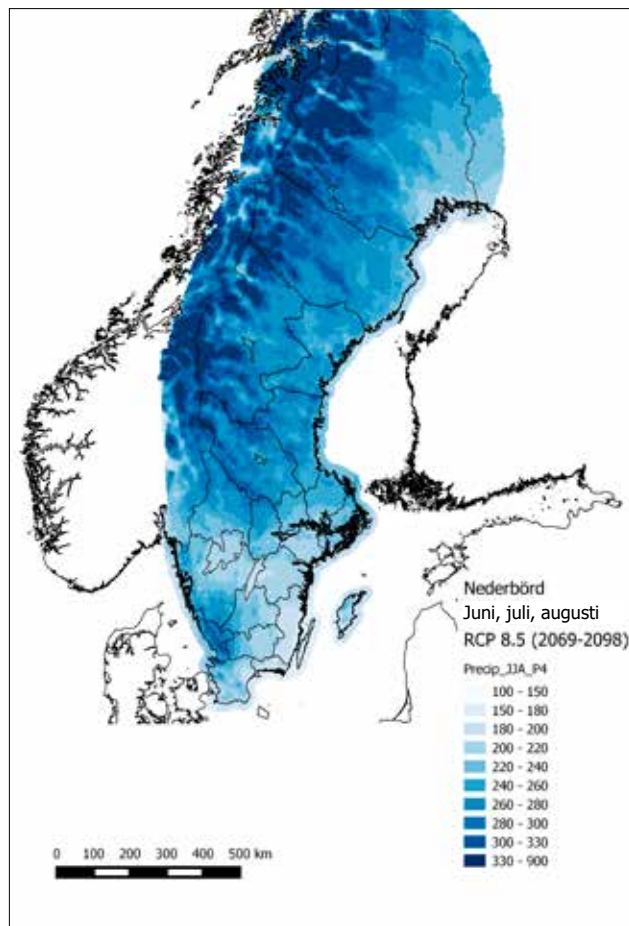 Nederbörd
Juni, juli, augusti
RCP 8.5 (2069-2098)
Precip_JJA_P4
100 - 150
150 - 180
180 - 200
200 - 220
220 - 240
240 - 260
260 - 280
280 - 300
300 - 330
330 - 900
0 100 200 300 400 500 km